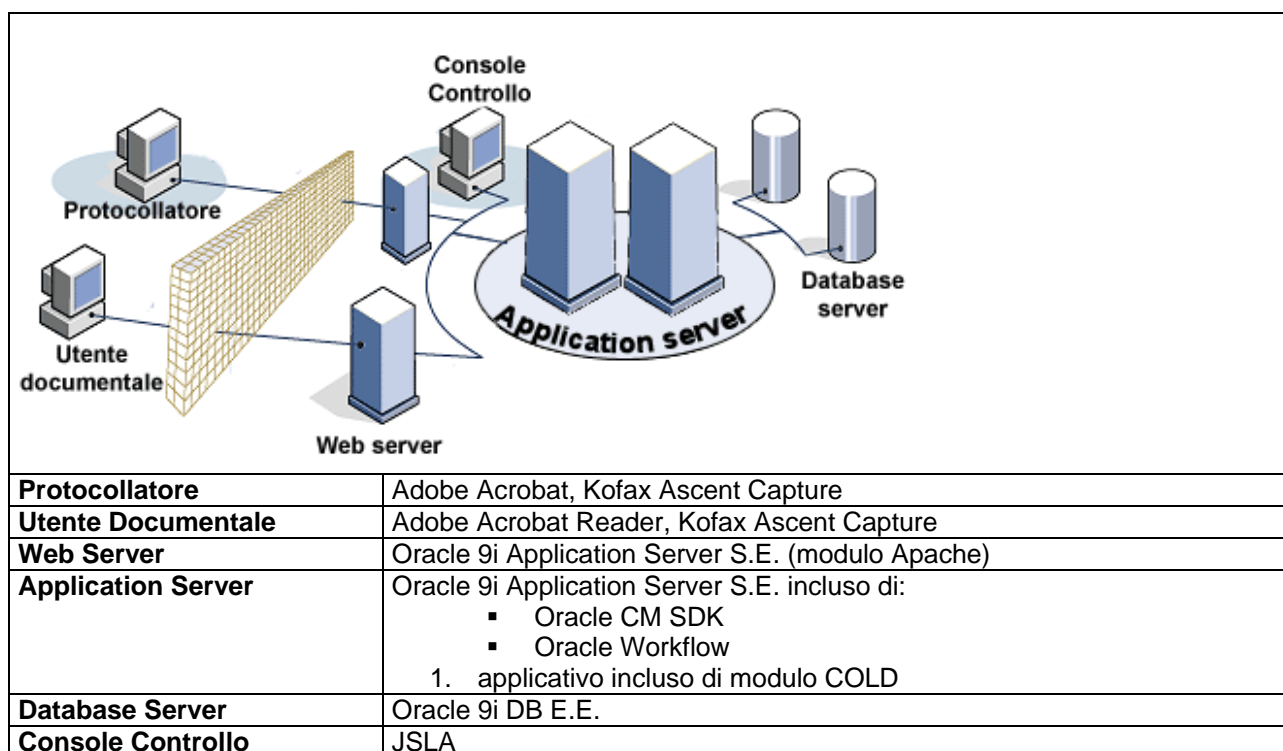 Console
Controllo
Protocollatore
Utente
documentale
Web server
Application server
Database
server
Protocollatore Adobe Acrobat, Kofax Ascent Capture
Utente Documentale Adobe Acrobat Reader, Kofax Ascent Capture
Web Server Oracle 9i Application Server S.E. (modulo Apache)
Application Server Oracle 9i Application Server S.E. incluso di:
▪ Oracle CM SDK
▪ Oracle Workflow
1. applicativo incluso di modulo COLD
Database Server Oracle 9i DB E.E.
Console Controllo JSLA